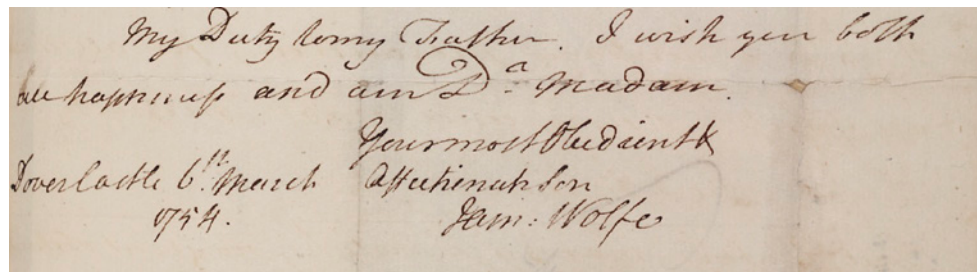 My Duty to my Father. I wish you both
all happiness and am Dr. Madam.
Your most Obedient &
Dover Castle 6th. March Affectionate Son
1754. Jam: Wolfe